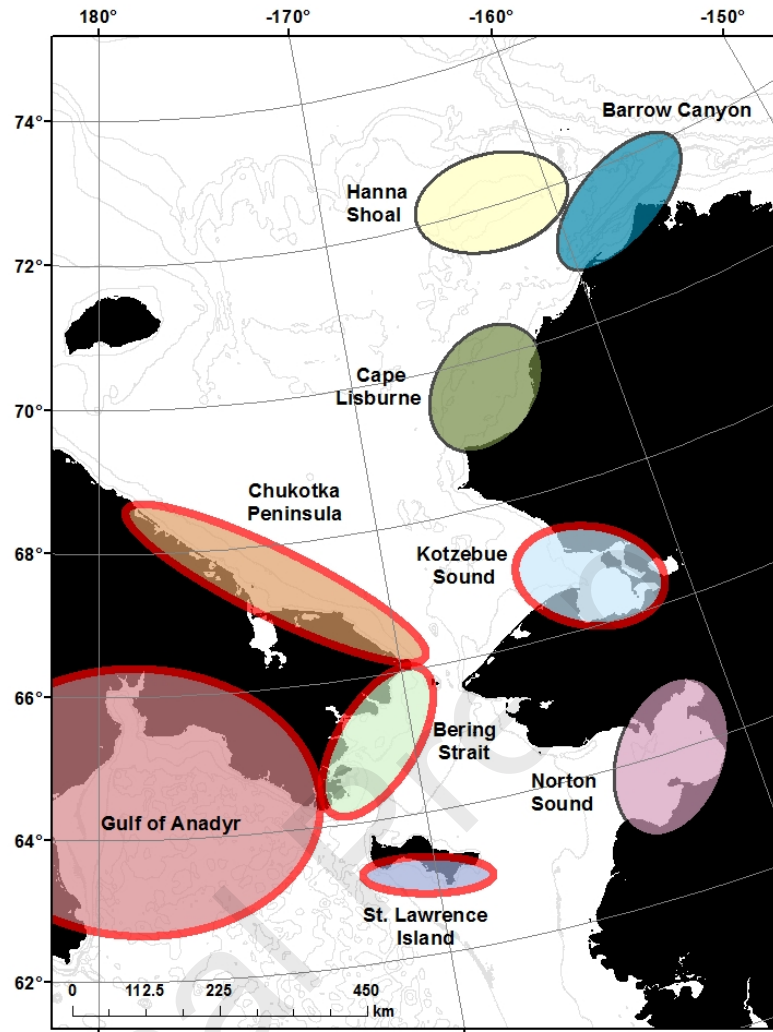 180°
-170°
-160°
-150°
Barrow Canyon
74°
Hanna
Shoal
72°
Cape
Lisburne
70°
Chukotka
Peninsula
68°
Kotzebue
Sound
66°
Bering
Strait
Norton
Sound
Gulf of Anadyr
64°
St. Lawrence
Island
62°
0 112.5 225 450
km